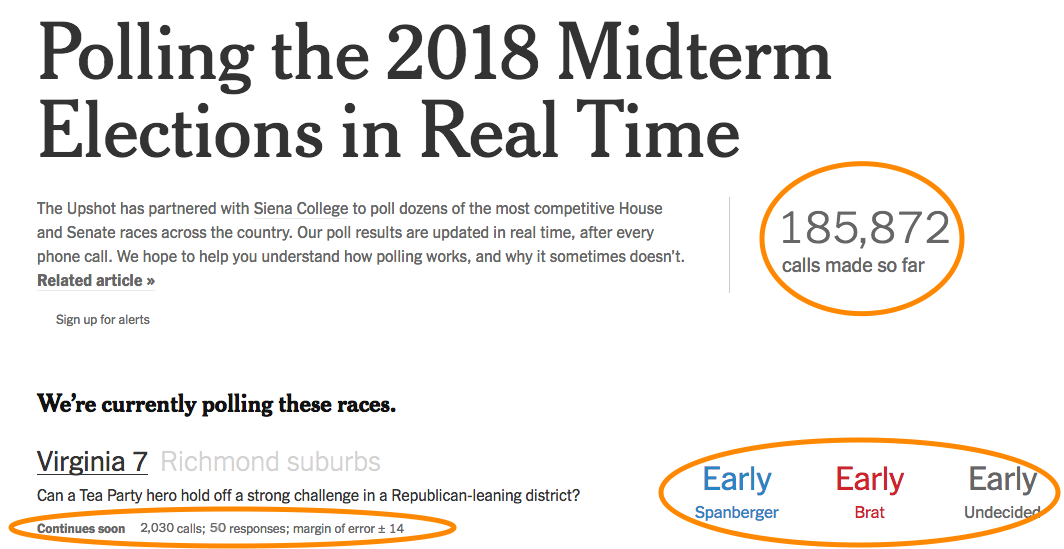 Polling the 2018 Midterm
Elections in Real Time
The Upshot has partnered with Siena College to poll dozens of the most competitive House
and Senate races across the country. Our poll results are updated in real time, after every
phone call. We hope to help you understand how polling works, and why it sometimes doesn't.
Related article »
185,872
calls made so far
Sign up for alerts
We're currently polling these races.
Virginia 7 Richmond suburbs
Can a Tea Party hero hold off a strong challenge in a Republican-leaning district?
Continues soon 2,030 calls; 50 responses; margin of error ± 14
Early Early Early
Spanberger Brat Undecided